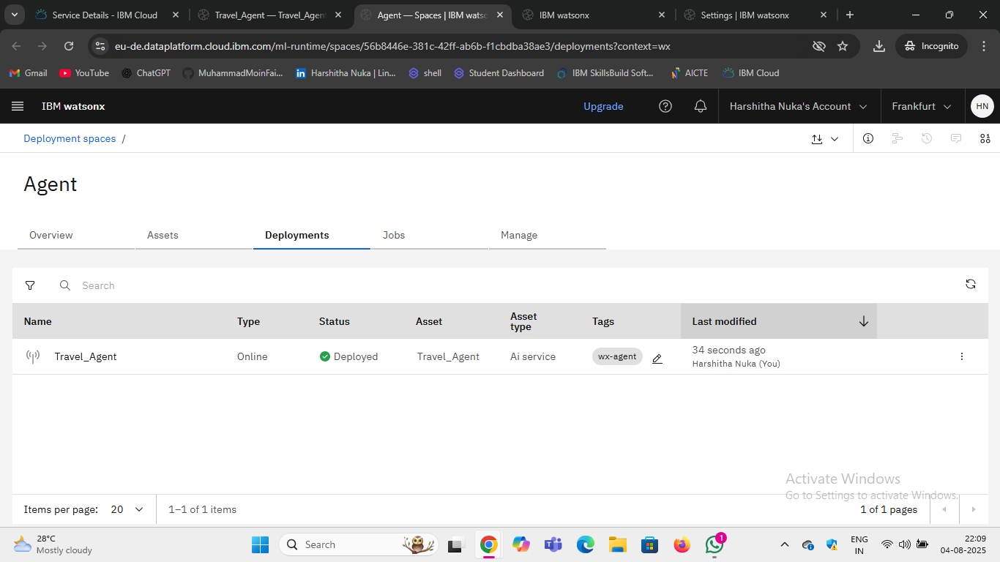 Service Details - IBM Cloud
Travel_Agent — Travel_Agent
Agent — Spaces | IBM wats
IBM watsonx
Settings | IBM watsonx
eu-de.dataplatform.cloud.ibm.com/ml-runtime/spaces/56b8446e-381c-42ff-ab6b-f1cbdba38ae3/deployments?context=wx
Incognito
Gmail
YouTube
ChatGPT
MuhammadMoinFai...
Harshitha Nuka | Lin...
shell
Student Dashboard
IBM SkillsBuild Soft...
AICTE
IBM Cloud
IBM watsonx
Upgrade
Harshitha Nuka's Account
Frankfurt
HN
Deployment spaces /
Agent
Overview
Assets
Deployments
Jobs
Manage
Search
Name
Type
Status
Asset
Asset type
Tags
Last modified
Travel_Agent
Online
Deployed
Travel_Agent
Ai service
wx-agent
34 seconds ago
Harshitha Nuka (You)
Activate Windows
Go to Settings to activate Windows.
Items per page: 20
1–1 of 1 items
1 of 1 pages
28°C
Mostly cloudy
Search
1
ENG
IN
22:09
04-08-2025